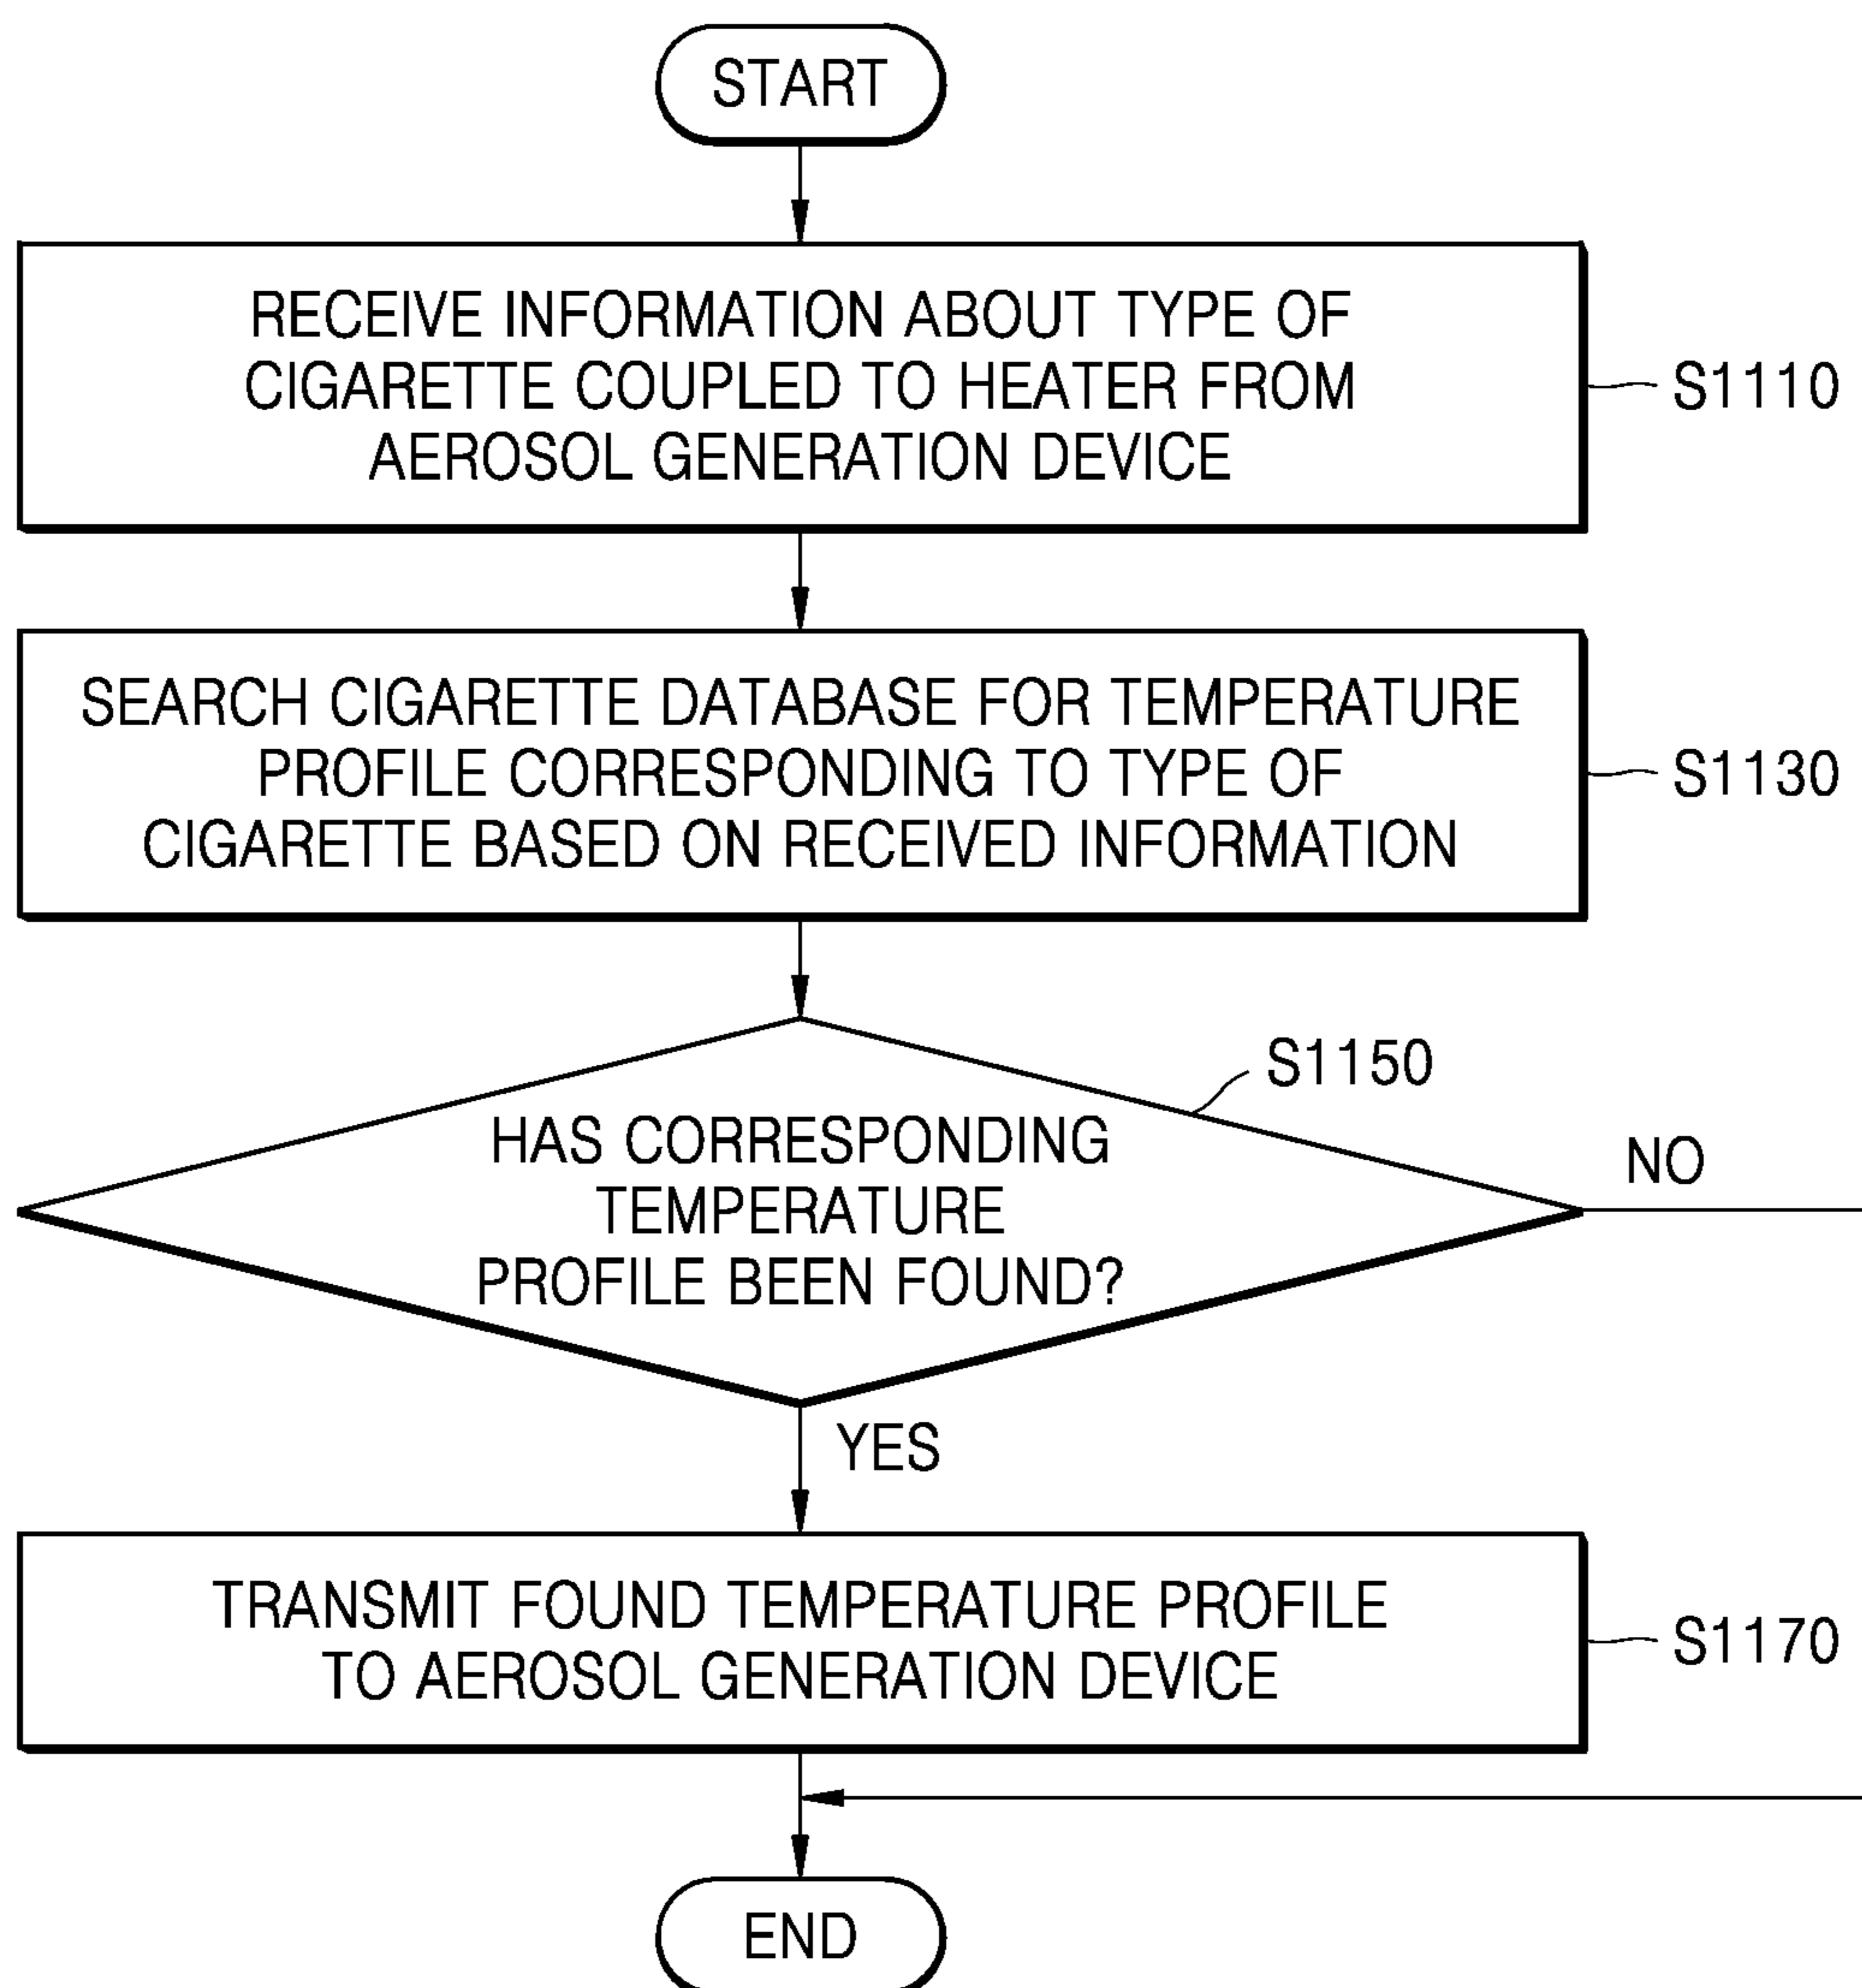 START
RECEIVE INFORMATION ABOUT TYPE OF
CIGARETTE COUPLED TO HEATER FROM
AEROSOL GENERATION DEVICE
S1110
SEARCH CIGARETTE DATABASE FOR TEMPERATURE
PROFILE CORRESPONDING TO TYPE OF
CIGARETTE BASED ON RECEIVED INFORMATION
S1130
S1150
HAS CORRESPONDING
TEMPERATURE
PROFILE BEEN FOUND?
NO
YES
TRANSMIT FOUND TEMPERATURE PROFILE
TO AEROSOL GENERATION DEVICE
S1170
END